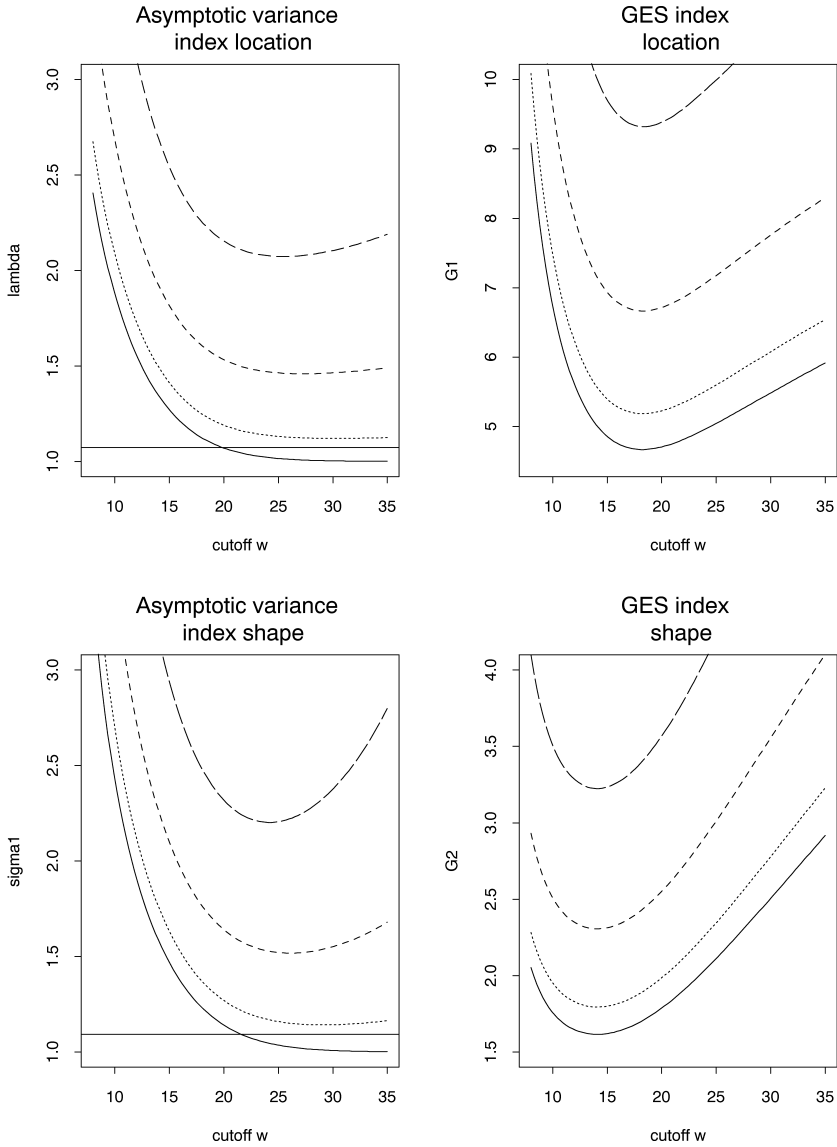 Asymptotic variance
index location
lambda
3.0
2.5
2.0
1.5
1.0
10 15 20 25 30 35
cutoff w
GES index
location
G1
10
9
8
7
6
5
10 15 20 25 30 35
cutoff w
Asymptotic variance
index shape
sigma1
3.0
2.5
2.0
1.5
1.0
10 15 20 25 30 35
cutoff w
GES index
shape
G2
4.0
3.5
3.0
2.5
2.0
1.5
10 15 20 25 30 35
cutoff w